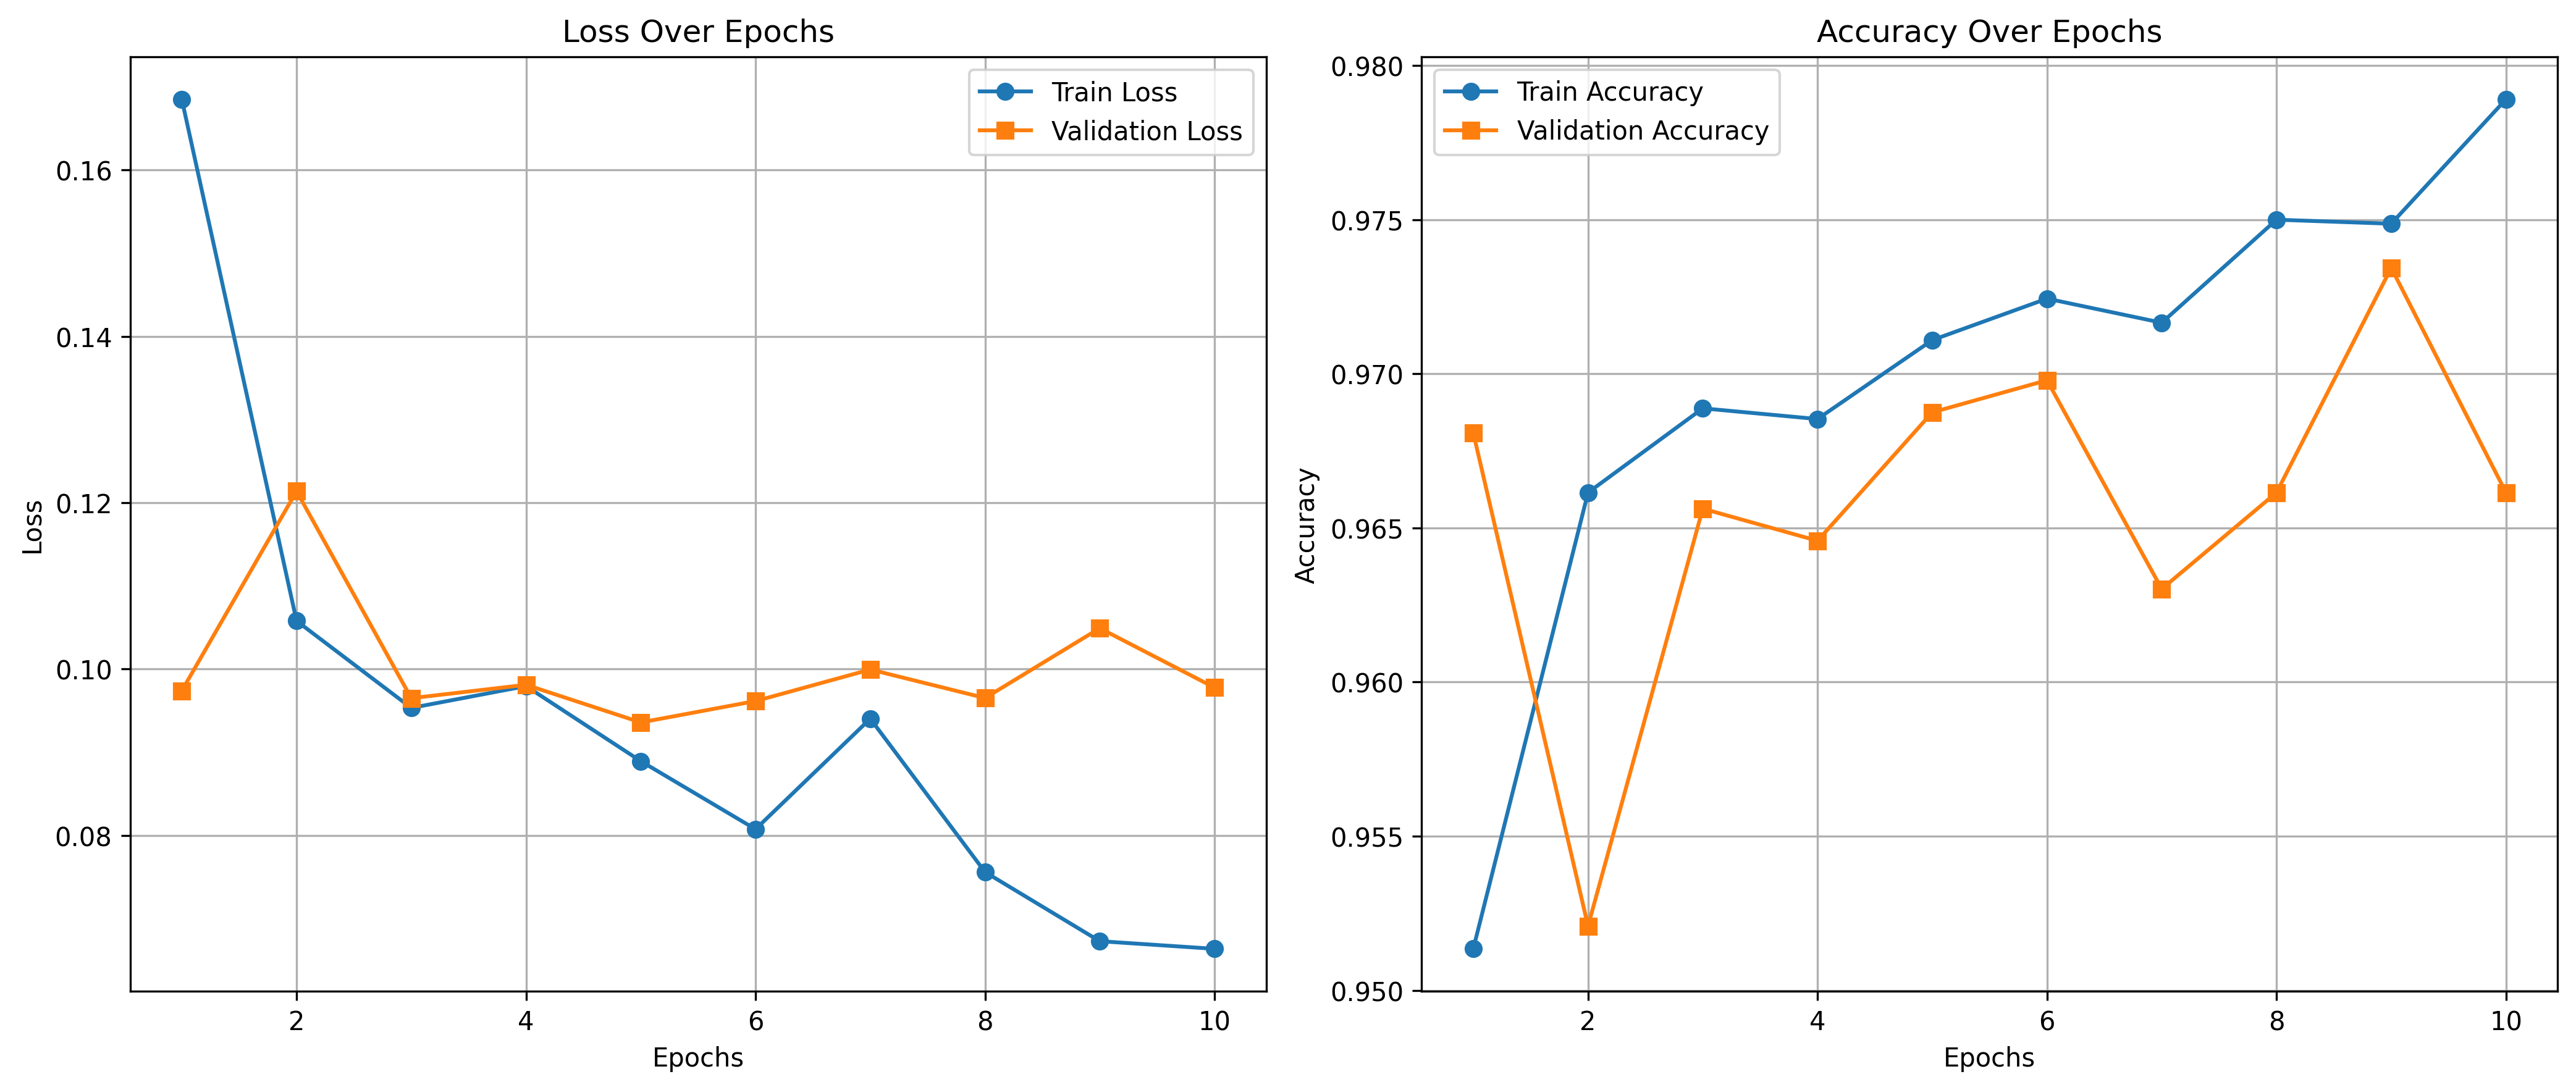 Loss Over Epochs
Train Loss
Validation Loss
0.16
0.14
0.12
0.10
0.08
Loss
2 4 6 8 10
Epochs
Accuracy Over Epochs
Train Accuracy
Validation Accuracy
0.980
0.975
0.970
0.965
0.960
0.955
0.950
Accuracy
2 4 6 8 10
Epochs